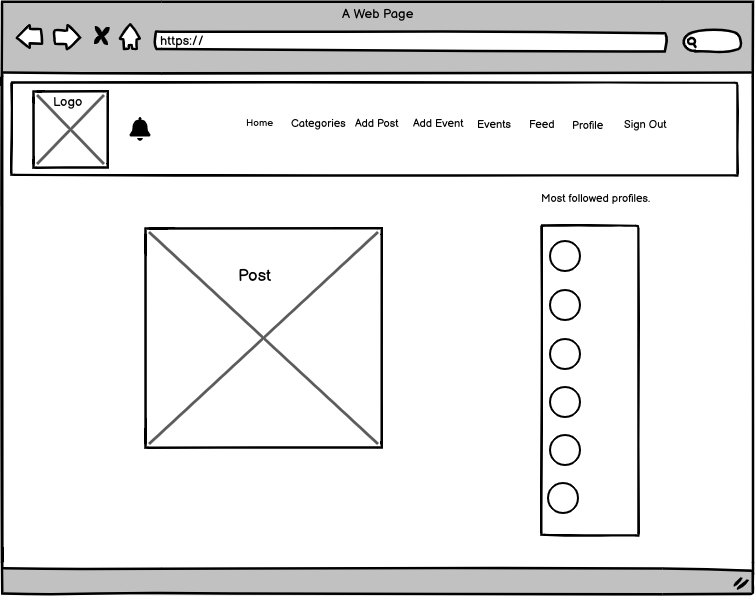 A Web Page
https://
Logo
Home Categories Add Post Add Event Events Feed Profile Sign Out
Most followed profiles.
Post